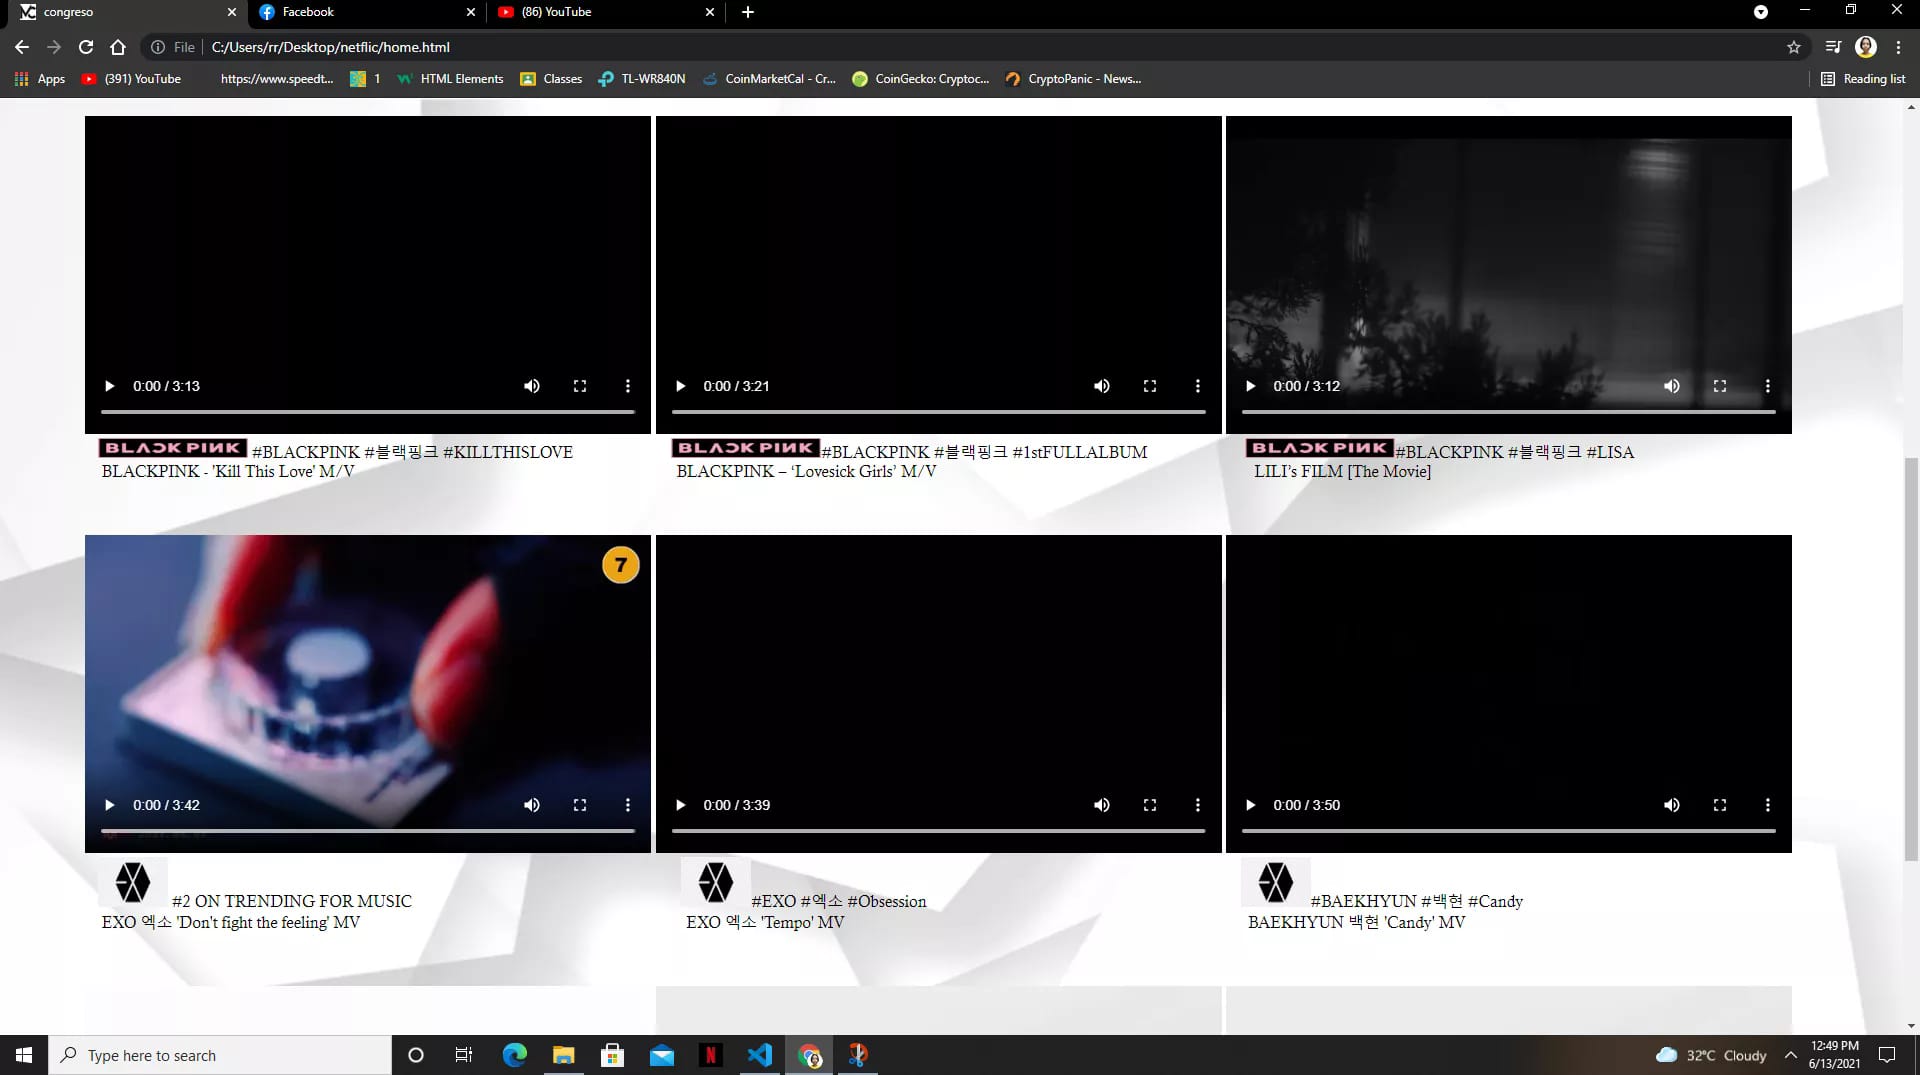 congreso
Facebook
(86) YouTube
File
C:/Users/rr/Desktop/netflic/home.html
Apps
(391) YouTube
https://www.speedt...
1
HTML Elements
Classes
TL-WR840N
CoinMarketCal - Cr...
CoinGecko: Cryptoc...
CryptoPanic - News...
Reading list
0:00 / 3:13
0:00 / 3:21
0:00 / 3:12
BLACKPINK #BLACKPINK #블랙핑크 #KILLTHISLOVE
BLACKPINK - 'Kill This Love' M/V
BLACKPINK #BLACKPINK #블랙핑크 #1stFULLALBUM
BLACKPINK – ‘Lovesick Girls’ M/V
BLACKPINK #BLACKPINK #블랙핑크 #LISA
LILI’s FILM [The Movie]
7
0:00 / 3:42
0:00 / 3:39
0:00 / 3:50
#2 ON TRENDING FOR MUSIC
EXO 엑소 'Don't fight the feeling' MV
#EXO #엑소 #Obsession
EXO 엑소 'Tempo' MV
#BAEKHYUN #백현 #Candy
BAEKHYUN 백현 'Candy' MV
Type here to search
32°C Cloudy
12:49 PM
6/13/2021